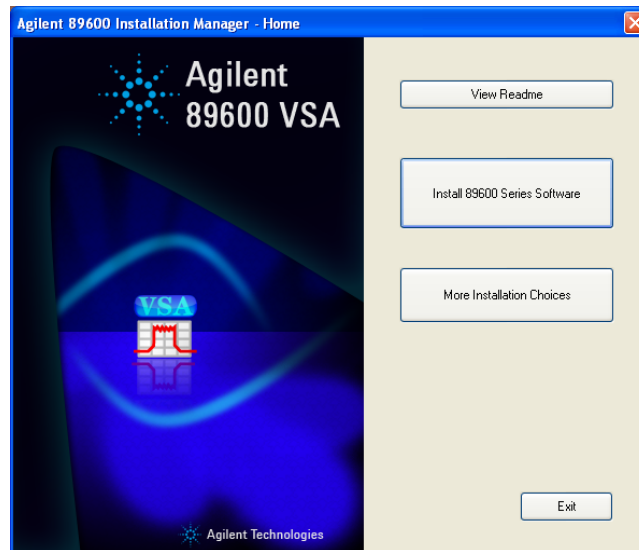 Agilent 89600 Installation Manager - Home
Agilent
89600 VSA
View Readme
Install 89600 Series Software
VSA
More Installation Choices
Exit
Agilent Technologies